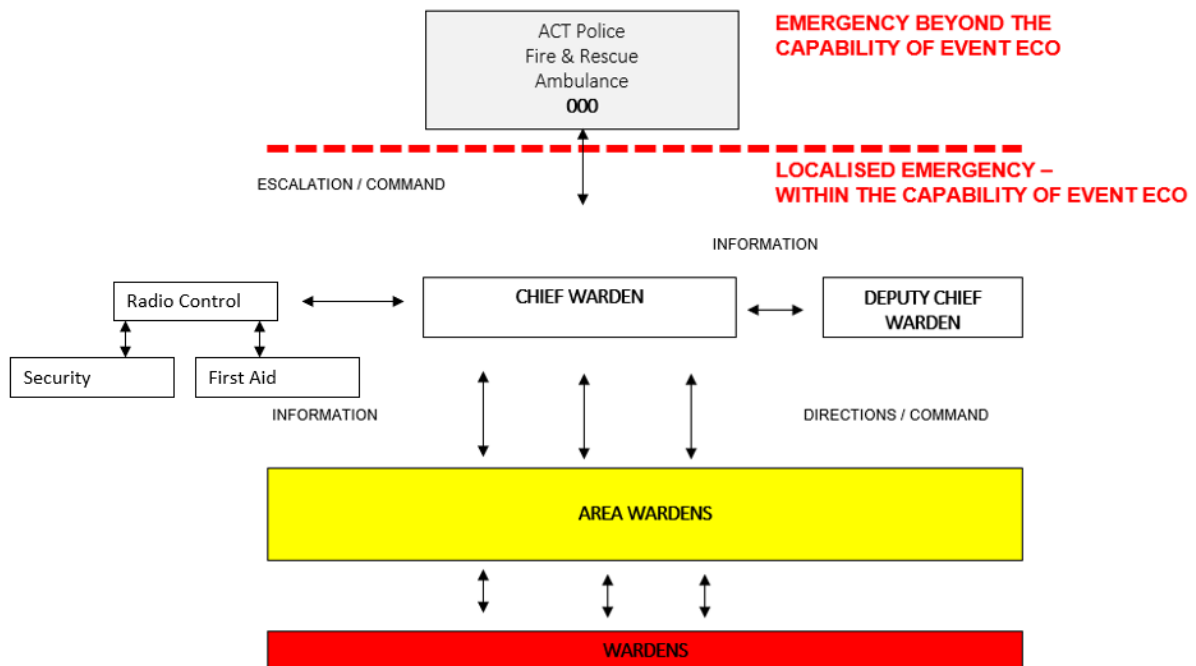 ACT Police
Fire & Rescue
Ambulance
000
EMERGENCY BEYOND THE
CAPABILITY OF EVENT ECO
LOCALISED EMERGENCY –
WITHIN THE CAPABILITY OF EVENT ECO
ESCALATION / COMMAND
INFORMATION
Radio Control
CHIEF WARDEN
DEPUTY CHIEF
WARDEN
Security
First Aid
INFORMATION
DIRECTIONS / COMMAND
AREA WARDENS
WARDENS